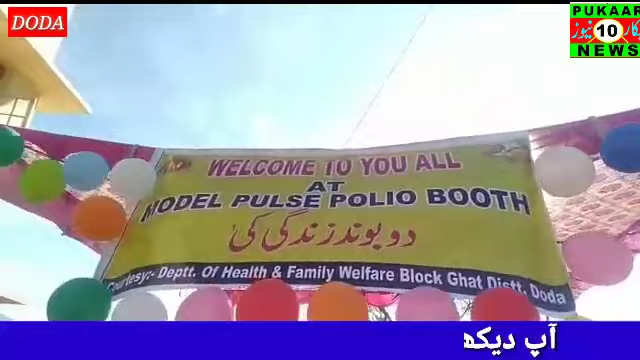 DODA
PUKAAR
10
NEWS
WELCOME TO YOU ALL
AT
MODEL PULSE POLIO BOOTH
دو بوند زندگی کی
Courtesy:- Deptt. Of Health & Family Welfare Block Ghat Distt. Doda
آپ دیکھ